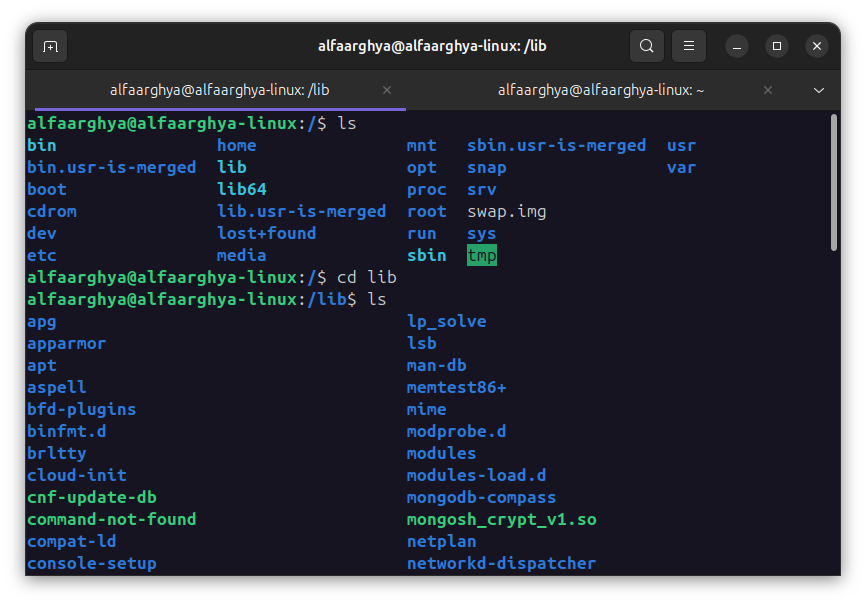 alfaarghya@alfaarghya-linux: /lib
alfaarghya@alfaarghya-linux: /lib alfaarghya@alfaarghya-linux: ~
alfaarghya@alfaarghya-linux:/$ ls
bin home mnt sbin.usr-is-merged usr
bin.usr-is-merged lib opt snap var
boot lib64 proc srv
cdrom lib.usr-is-merged root swap.img
dev lost+found run sys
etc media sbin tmp
alfaarghya@alfaarghya-linux:/$ cd lib
alfaarghya@alfaarghya-linux:/lib$ ls
apg lp_solve
apparmor lsb
apt man-db
aspell memtest86+
bfd-plugins mime
binfmt.d modprobe.d
brltty modules
cloud-init modules-load.d
cnf-update-db mongodb-compass
command-not-found mongosh_crypt_v1.so
compat-ld netplan
console-setup networkd-dispatcher